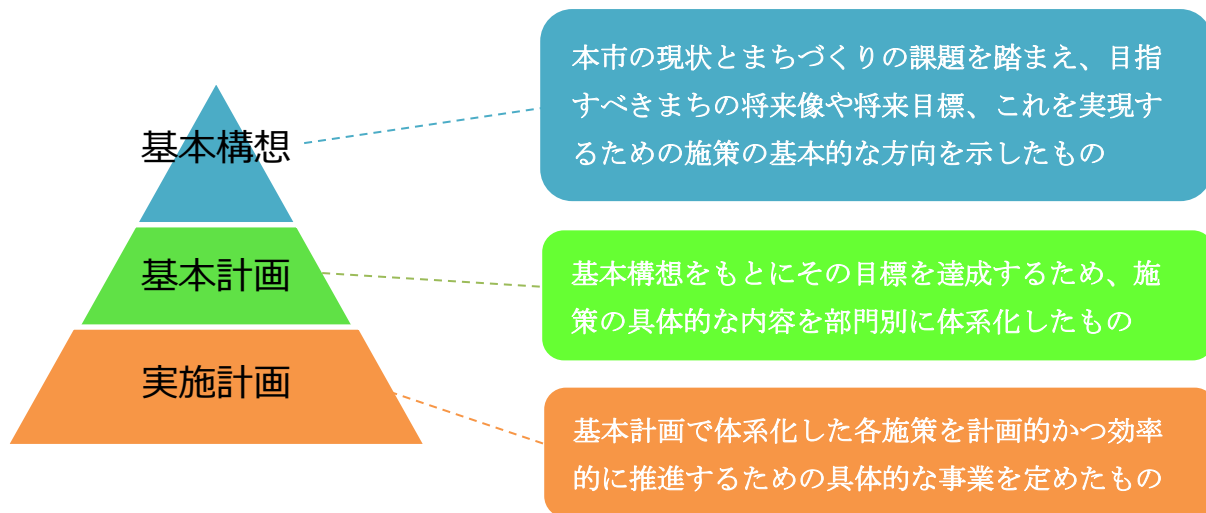 基本構想
本市の現状とまちづくりの課題を踏まえ、目指
すべきまちの将来像や将来目標、これを実現す
るための施策の基本的な方向を示したもの
基本計画
基本構想をもとにその目標を達成するため、施
策の具体的な内容を部門別に体系化したもの
実施計画
基本計画で体系化した各施策を計画的かつ効率
的に推進するための具体的な事業を定めたもの